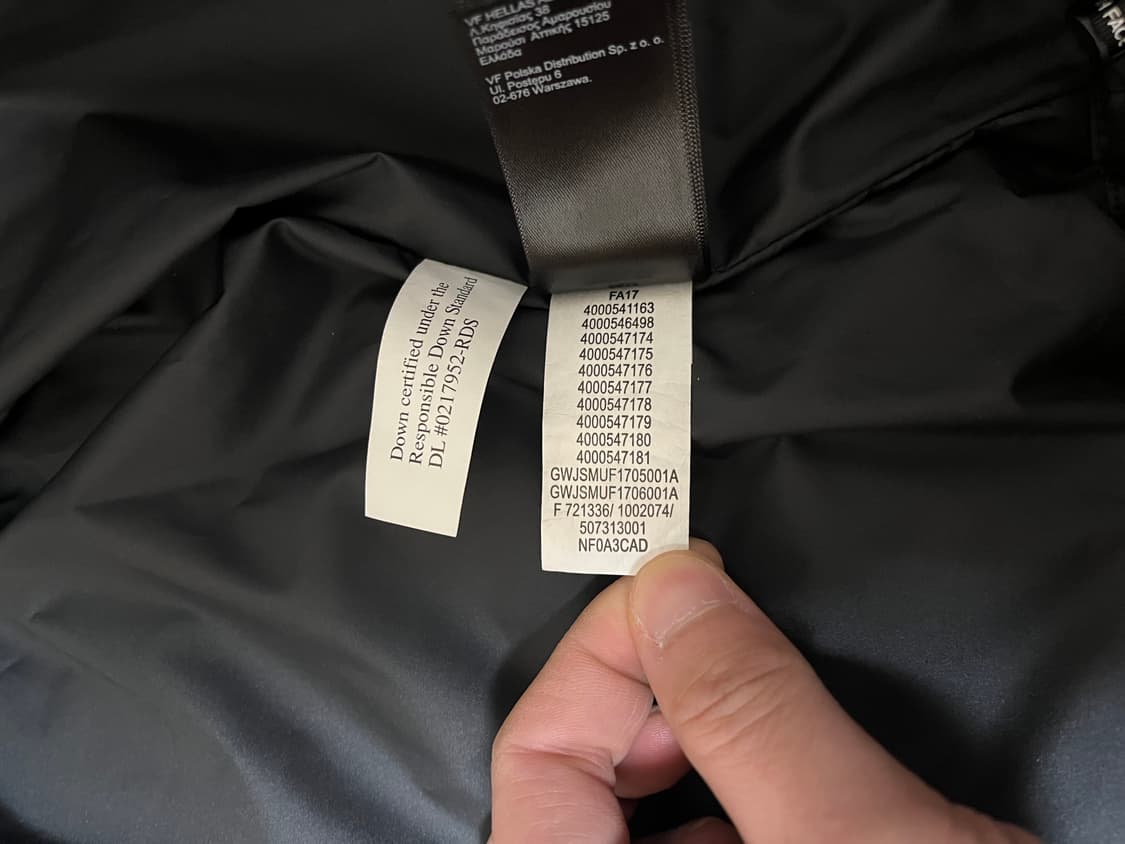 VF HELLAS
Λ.Κηφισίας 38
Παράδεισος Αμαρουσίου
Μαρούσι Αττικής 15125
Ελλάδα
VF Polska Distribution Sp. z o. o.
Ul. Postępu 6
02-676 Warszawa.
Down certified under the
Responsible Down Standard
DL #0217952-RDS
FA17
4000541163
4000546498
4000547174
4000547175
4000547176
4000547177
4000547178
4000547179
4000547180
4000547181
GWJSMUF1705001A
GWJSMUF1706001A
F 721336/ 1002074/
507313001
NF0A3CAD